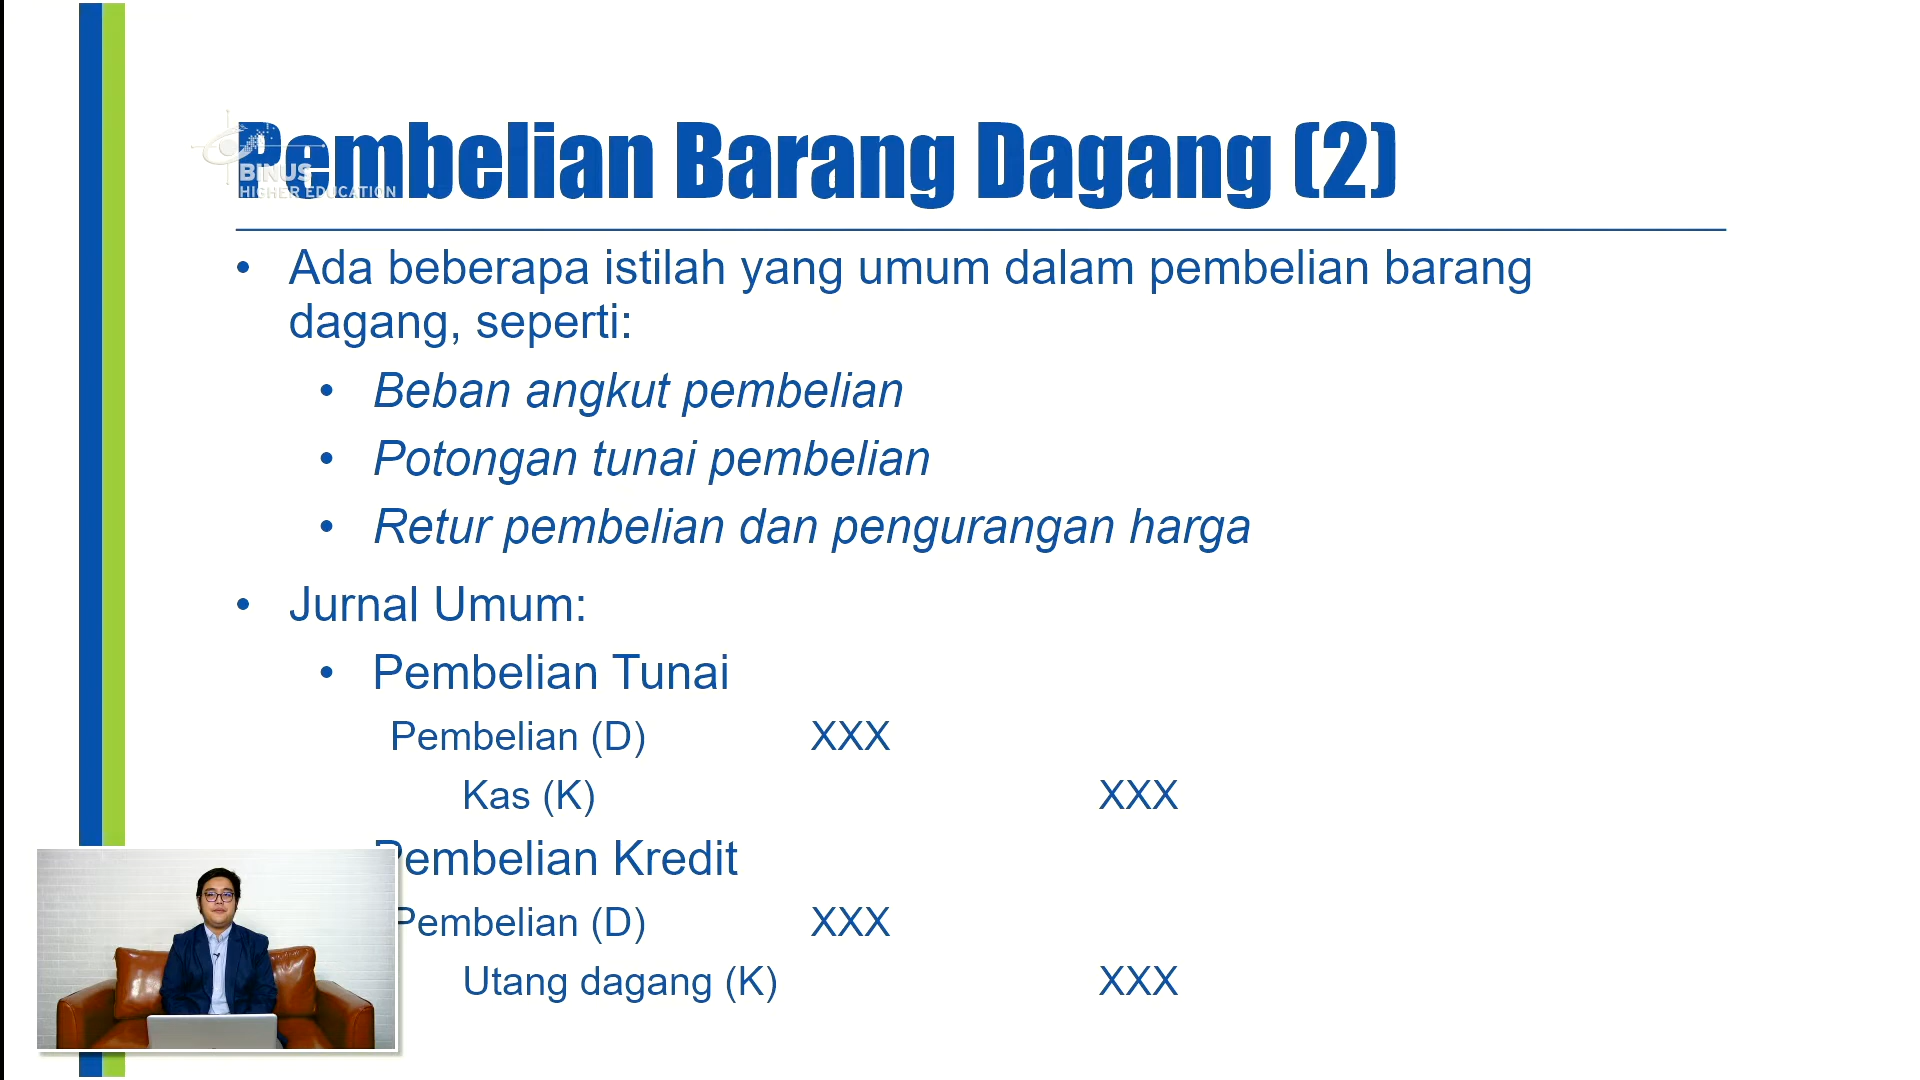 Pembelian Barang Dagang (2)
BINUS
HIGHER EDUCATION
• Ada beberapa istilah yang umum dalam pembelian barang
dagang, seperti:
• Beban angkut pembelian
• Potongan tunai pembelian
• Retur pembelian dan pengurangan harga
• Jurnal Umum:
• Pembelian Tunai
Pembelian (D) XXX
Kas (K) XXX
Pembelian Kredit
Pembelian (D) XXX
Utang dagang (K) XXX